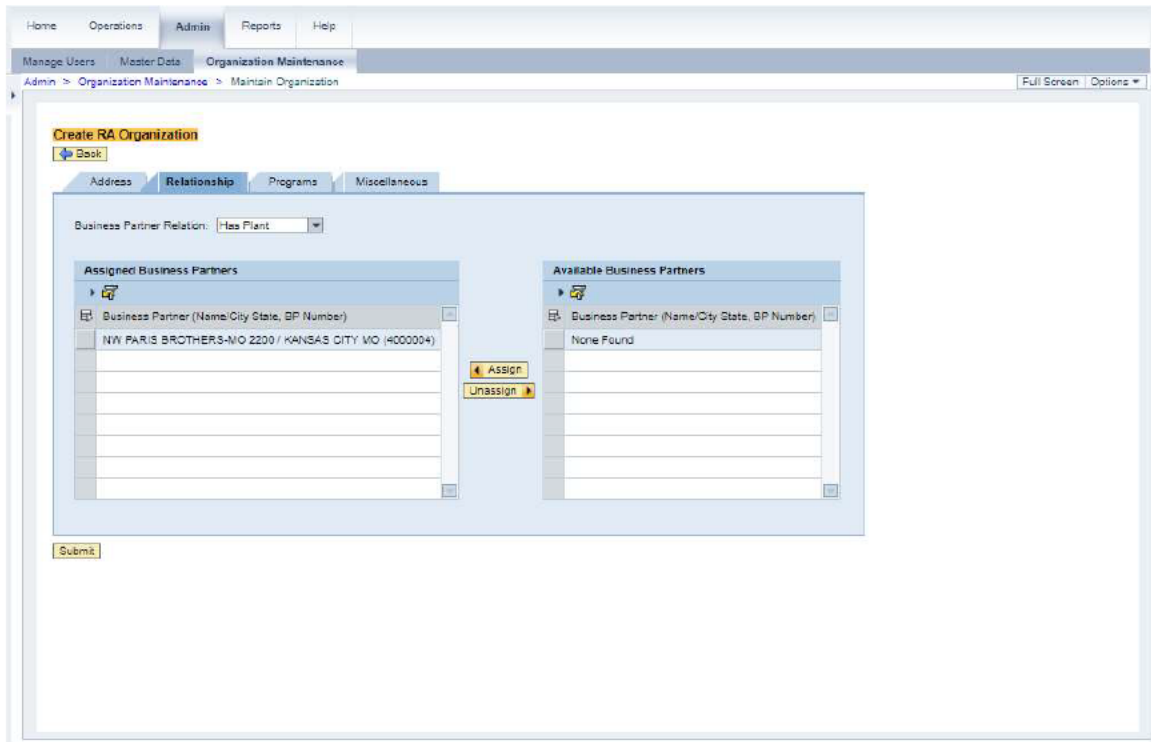 Home Operations Admin Reports Help
Manage Users Master Data Organization Maintenance
Admin > Organization Maintenance > Maintain Organization Full Screen Options
Create RA Organization
Back
Address Relationship Programs Miscellaneous
Business Partner Relation: Has Plant
Assigned Business Partners Available Business Partners
Business Partner (Name/City State, BP Number) Business Partner (Name/City State, BP Number)
NW PARIS BROTHERS-MO 2200 / KANSAS CITY MO (4000004) None Found
Assign
Unassign
Submit